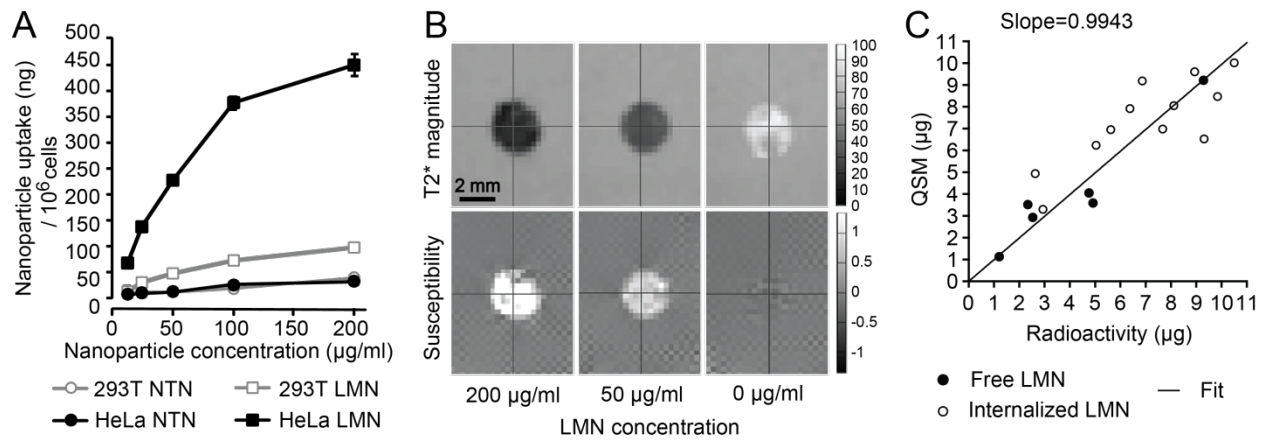 A
Nanoparticle uptake (ng)
/ 10⁶ cells
500
450
400
350
300
250
200
150
100
50
0
0 50 100 150 200
Nanoparticle concentration (µg/ml)
293T NTN 293T LMN
HeLa NTN HeLa LMN
B
T2* magnitude
2 mm
100
90
80
70
60
50
40
30
20
10
0
Susceptibility
1
0.5
0
-0.5
-1
200 µg/ml 50 µg/ml 0 µg/ml
LMN concentration
C
Slope=0.9943
QSM (µg)
11
10
9
8
7
6
5
4
3
2
1
0
0 1 2 3 4 5 6 7 8 9 10 11
Radioactivity (µg)
Free LMN
Internalized LMN
Fit